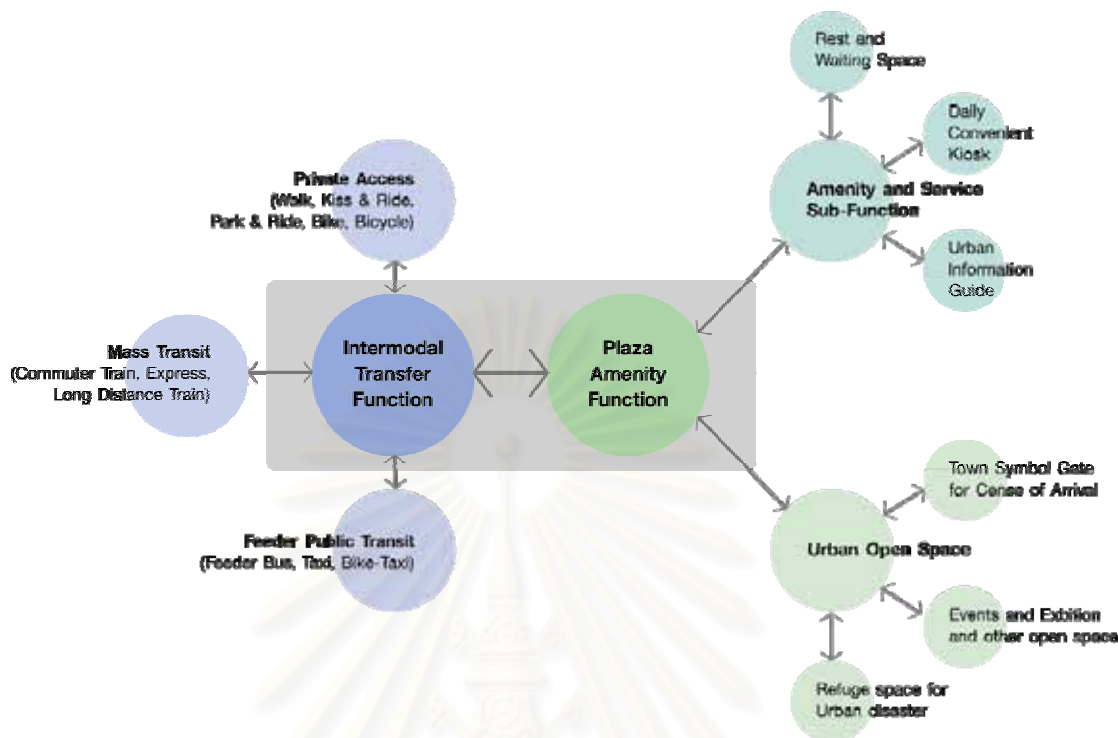 Rest and
Waiting Space
Daily
Convenient
Kiosk
Amenity and Service
Sub-Function
Urban
Information
Guide
Private Access
(Walk, Kiss & Ride,
Park & Ride, Bike, Bicycle)
Mass Transit
(Commuter Train, Express,
Long Distance Train)
Intermodal
Transfer
Function
Plaza
Amenity
Function
Feeder Public Transit
(Feeder Bus, Taxi, Bike-Taxi)
Town Symbol Gate
for Cense of Arrival
Urban Open Space
Events and Exbition
and other open space
Refuge space for
Urban disaster